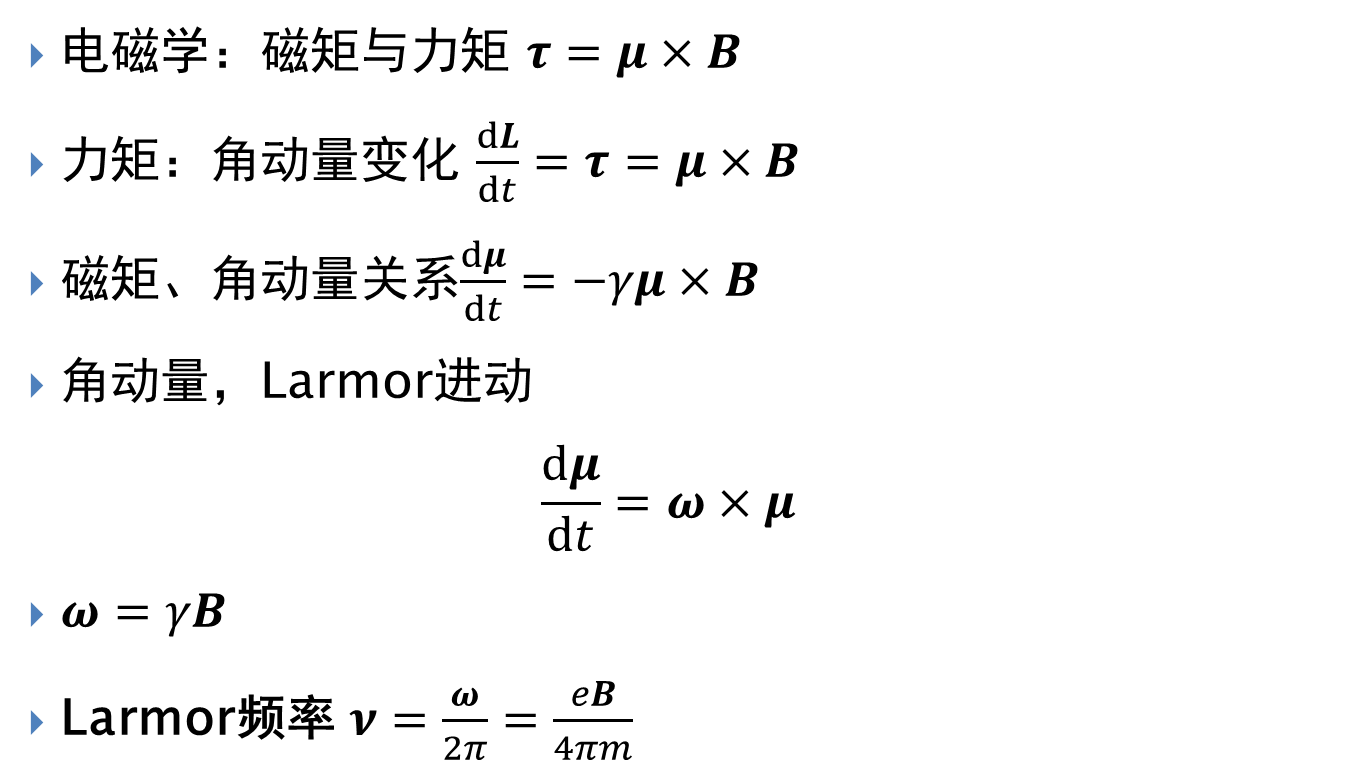 电磁学：磁矩与力矩 𝝉 = 𝝁 × 𝑩
力矩：角动量变化 d𝑳/d𝑡 = 𝝉 = 𝝁 × 𝑩
磁矩、角动量关系 d𝝁/d𝑡 = −𝛾𝝁 × 𝑩
角动量，Larmor进动
d𝝁/d𝑡 = 𝝎 × 𝝁
𝝎 = 𝛾𝑩
Larmor频率 𝝂 = 𝝎/2𝜋 = 𝑒𝑩/4𝜋𝑚